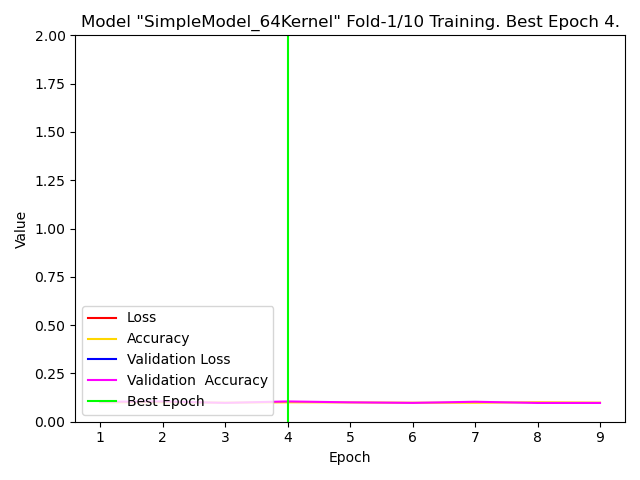 Model "SimpleModel_64Kernel" Fold-1/10 Training. Best Epoch 4.
2.00
1.75
1.50
1.25
1.00
0.75
0.50
0.25
0.00
Value
Loss
Accuracy
Validation Loss
Validation  Accuracy
Best Epoch
1 2 3 4 5 6 7 8 9
Epoch